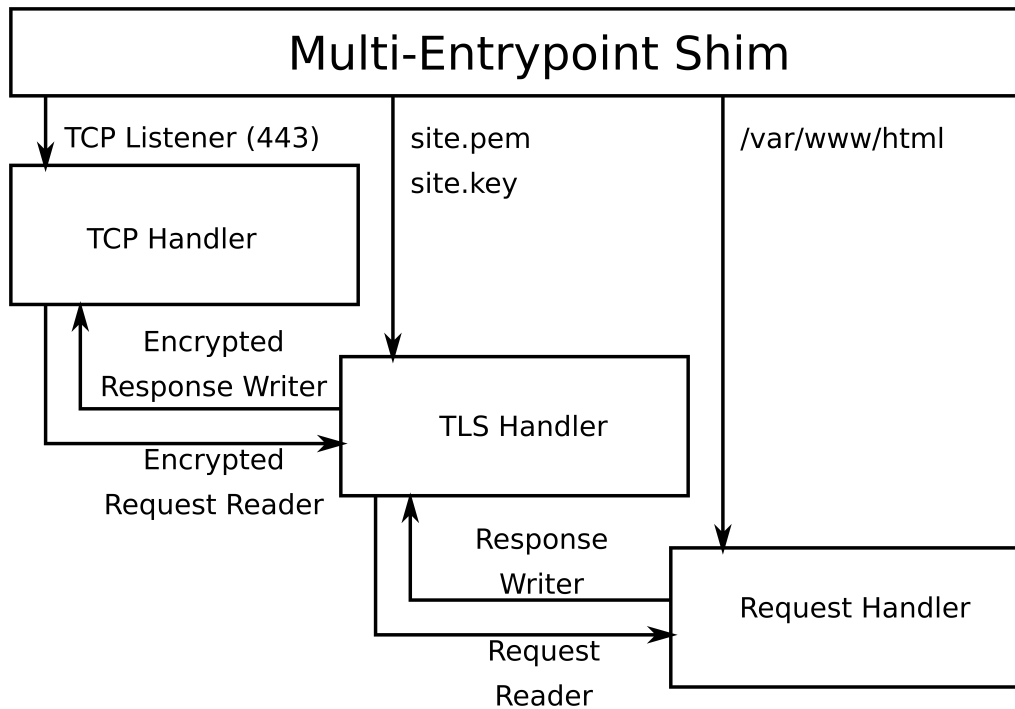 Multi-Entrypoint Shim
TCP Listener (443)
site.pem
site.key
/var/www/html
TCP Handler
Encrypted
Response Writer
TLS Handler
Encrypted
Request Reader
Response
Writer
Request Handler
Request
Reader